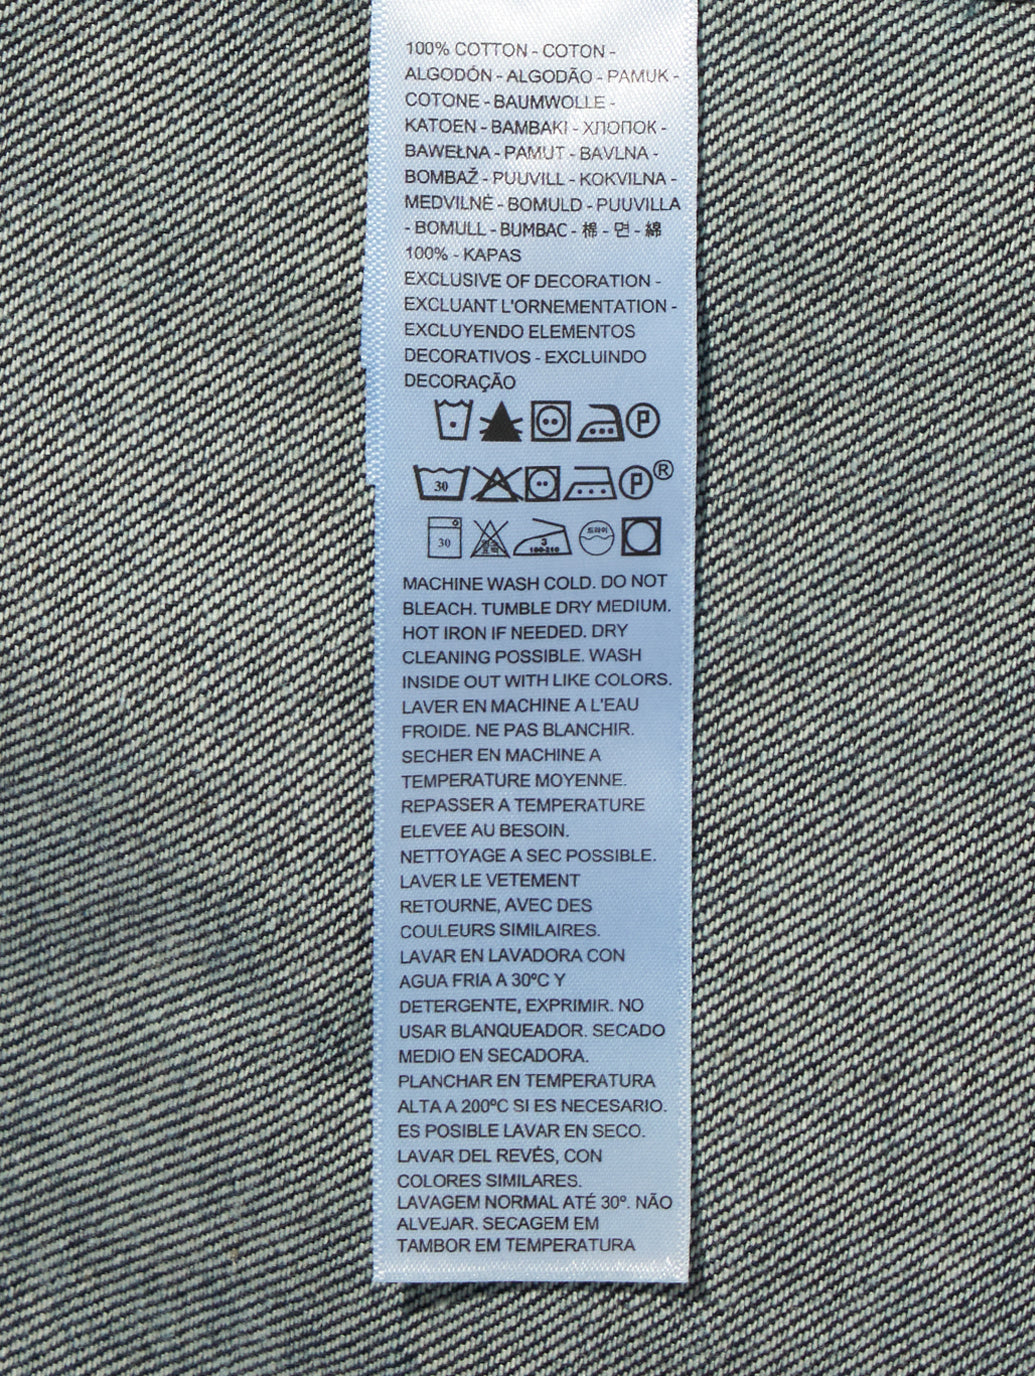 100% COTTON - COTON -
ALGODÓN - ALGODÃO - PAMUK -
COTONE - BAUMWOLLE -
KATOEN - BAMBAKI - ХЛОПОК -
BAWEŁNA - PAMUT - BAVLNA -
BOMBAŽ - PUUVILL - KOKVILNA -
MEDVILNĖ - BOMULD - PUUVILLA
- BOMULL - BUMBAC - 棉 - 면 - 綿
100% - KAPAS
EXCLUSIVE OF DECORATION -
EXCLUANT L'ORNEMENTATION -
EXCLUYENDO ELEMENTOS
DECORATIVOS - EXCLUINDO
DECORAÇÃO
P
30 P ®
30 3 드라이
MACHINE WASH COLD. DO NOT
BLEACH. TUMBLE DRY MEDIUM.
HOT IRON IF NEEDED. DRY
CLEANING POSSIBLE. WASH
INSIDE OUT WITH LIKE COLORS.
LAVER EN MACHINE A L'EAU
FROIDE. NE PAS BLANCHIR.
SECHER EN MACHINE A
TEMPERATURE MOYENNE.
REPASSER A TEMPERATURE
ELEVEE AU BESOIN.
NETTOYAGE A SEC POSSIBLE.
LAVER LE VETEMENT
RETOURNE, AVEC DES
COULEURS SIMILAIRES.
LAVAR EN LAVADORA CON
AGUA FRIA A 30ºC Y
DETERGENTE, EXPRIMIR. NO
USAR BLANQUEADOR. SECADO
MEDIO EN SECADORA.
PLANCHAR EN TEMPERATURA
ALTA A 200ºC SI ES NECESARIO.
ES POSIBLE LAVAR EN SECO.
LAVAR DEL REVÉS, CON
COLORES SIMILARES.
LAVAGEM NORMAL ATÉ 30º. NÃO
ALVEJAR. SECAGEM EM
TAMBOR EM TEMPERATURA